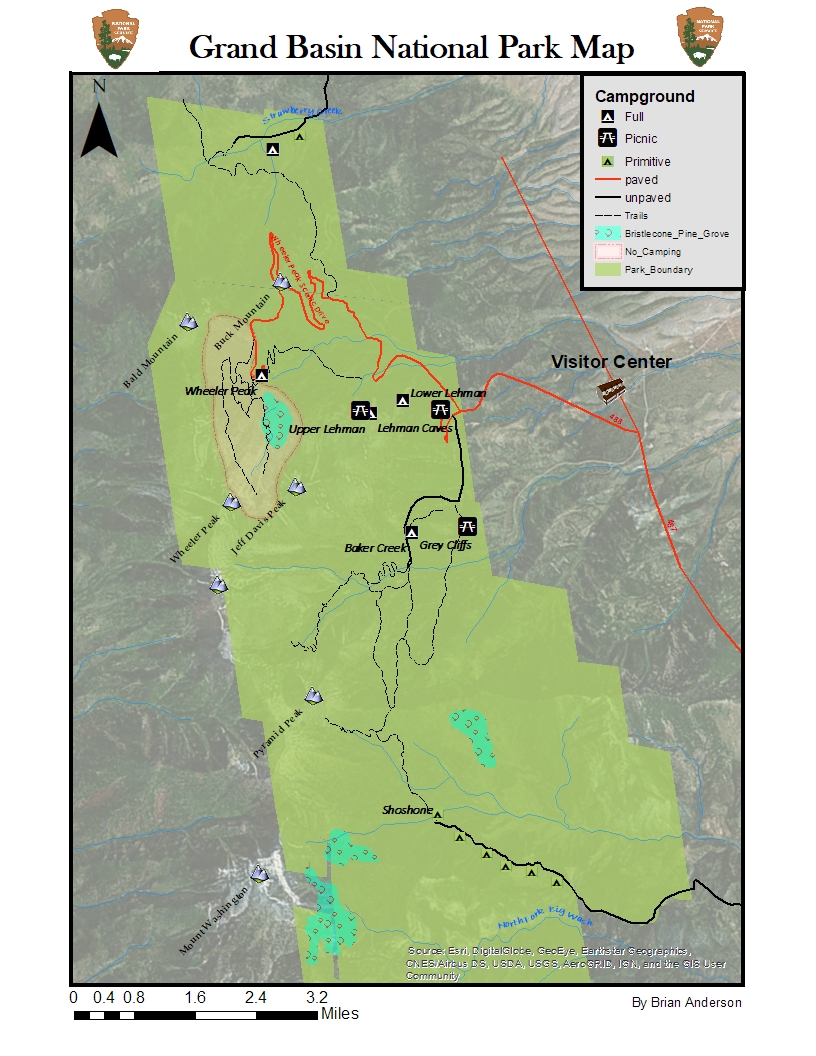 NATIONAL
PARK
SERVICE
Grand Basin National Park Map
NATIONAL
PARK
SERVICE
N
Strawberry Creek
Campground
Full
Picnic
Primitive
paved
unpaved
Trails
Bristlecone_Pine_Grove
No_Camping
Park_Boundary
Wheeler Peak Scenic Drive
Buck Mountain
Bald Mountain
Visitor Center
Wheeler Peak
Lower Lehman
Upper Lehman
Lehman Caves
488
487
Wheeler Peak
Jeff Davis Peak
Baker Creek
Grey Cliffs
Pyramid Peak
Shoshone
Mount Washington
North Fork Big Wash
Source: Esri, DigitalGlobe, GeoEye, Earthstar Geographics,
CNES/Airbus DS, USDA, USGS, AeroGRID, IGN, and the GIS User
Community
0 0.4 0.8 1.6 2.4 3.2
Miles
By Brian Anderson